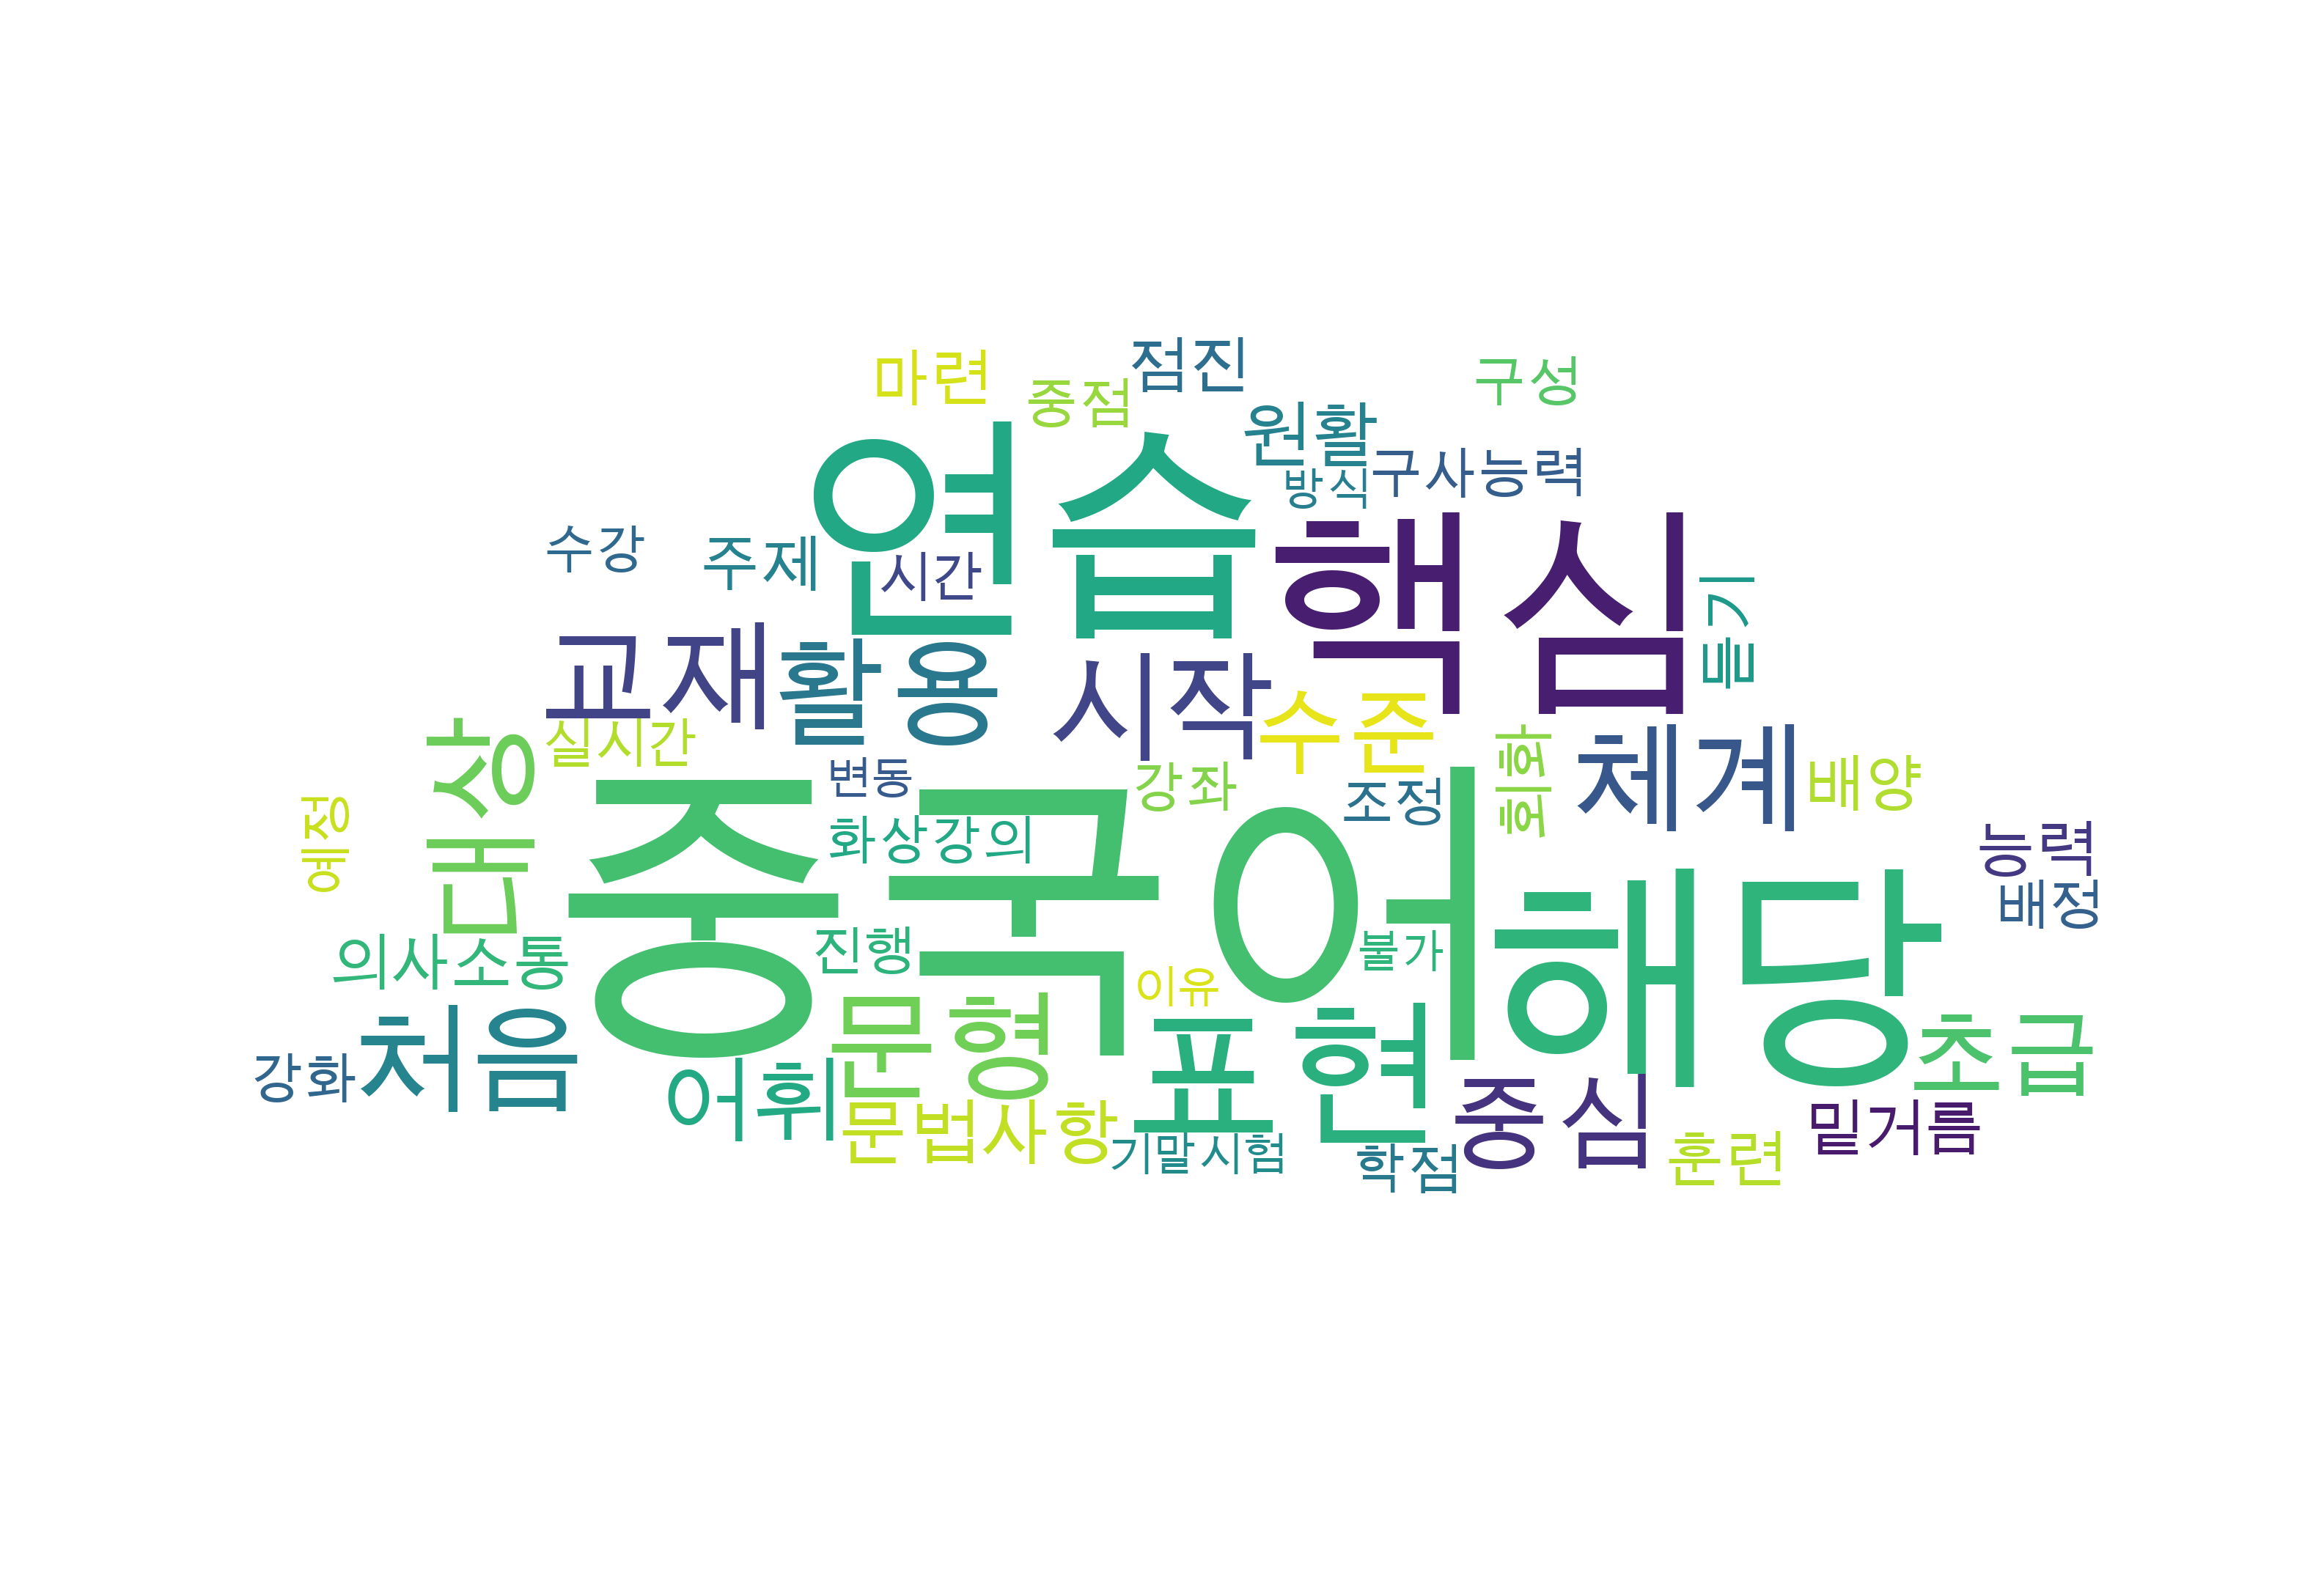 마련
중점
점진
구성
원활
방식
구사능력
연습
핵심
수강
주제
시간
듣기
교재
활용
시작
수준
실시간
대상
변동
강좌
조정
회화
체계
배양
예정
화상강의
중국어
해당
능력
배정
의사소통
진행
이유
불가
강화
처음
문형
표현
초급
어휘
문법사항
기말시험
학점
중심
훈련
밑거름